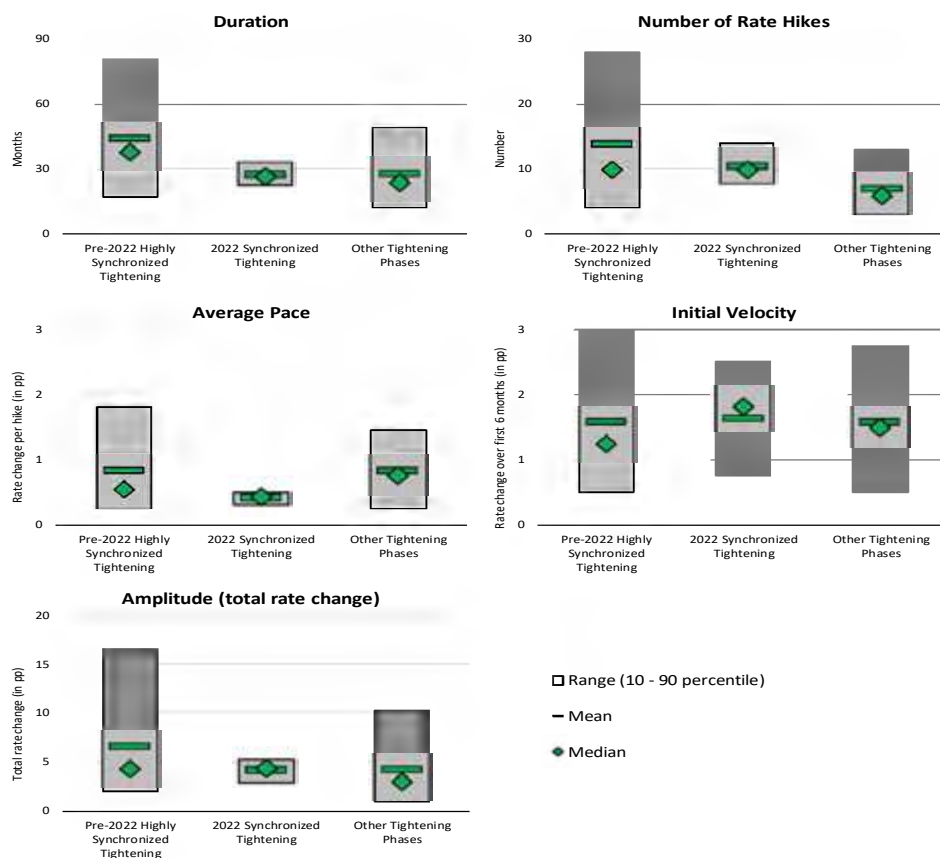 Duration
90
60
30
0
Months
Pre-2022 Highly
Synchronized
Tightening
2022 Synchronized
Tightening
Other Tightening
Phases
Number of Rate Hikes
30
20
10
0
Number
Pre-2022 Highly
Synchronized
Tightening
2022 Synchronized
Tightening
Other Tightening
Phases
Average Pace
3
2
1
0
Rate change per hike (in pp)
Pre-2022 Highly
Synchronized
Tightening
2022 Synchronized
Tightening
Other Tightening
Phases
Initial Velocity
3
2
1
0
Rate change over first 6 months (in pp)
Pre-2022 Highly
Synchronized
Tightening
2022 Synchronized
Tightening
Other Tightening
Phases
Amplitude (total rate change)
20
15
10
5
0
Total rate change (in pp)
Pre-2022 Highly
Synchronized
Tightening
2022 Synchronized
Tightening
Other Tightening
Phases
Range (10 - 90 percentile)
Mean
Median